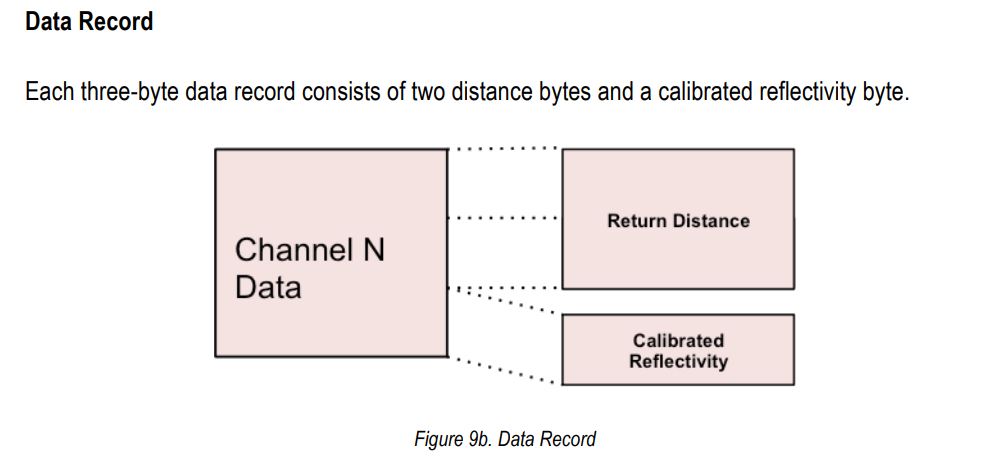 Data Record
Each three-byte data record consists of two distance bytes and a calibrated reflectivity byte.
Channel N
Data
Return Distance
Calibrated
Reflectivity
Figure 9b. Data Record